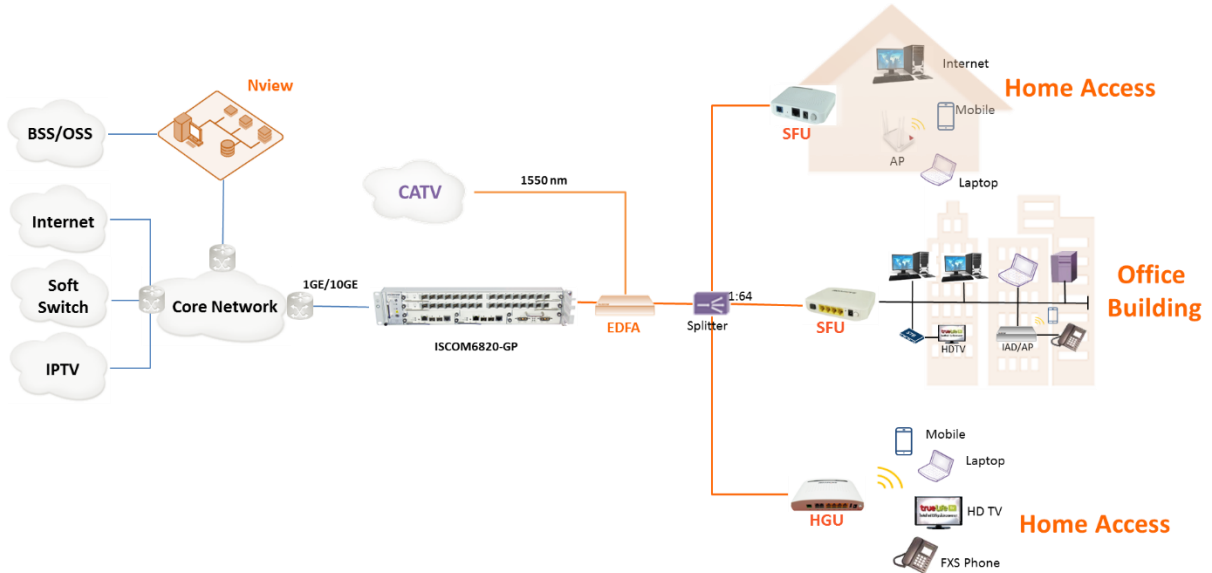 Nview
BSS/OSS
Internet
Soft
Switch
IPTV
Core Network
1GE/10GE
CATV
1550 nm
ISCOM6820-GP
EDFA
Splitter
1:64
SFU
Internet
Mobile
AP
Laptop
Home Access
SFU
HDTV
IAD/AP
Office
Building
HGU
Mobile
Laptop
true
HD TV
FXS Phone
Home Access